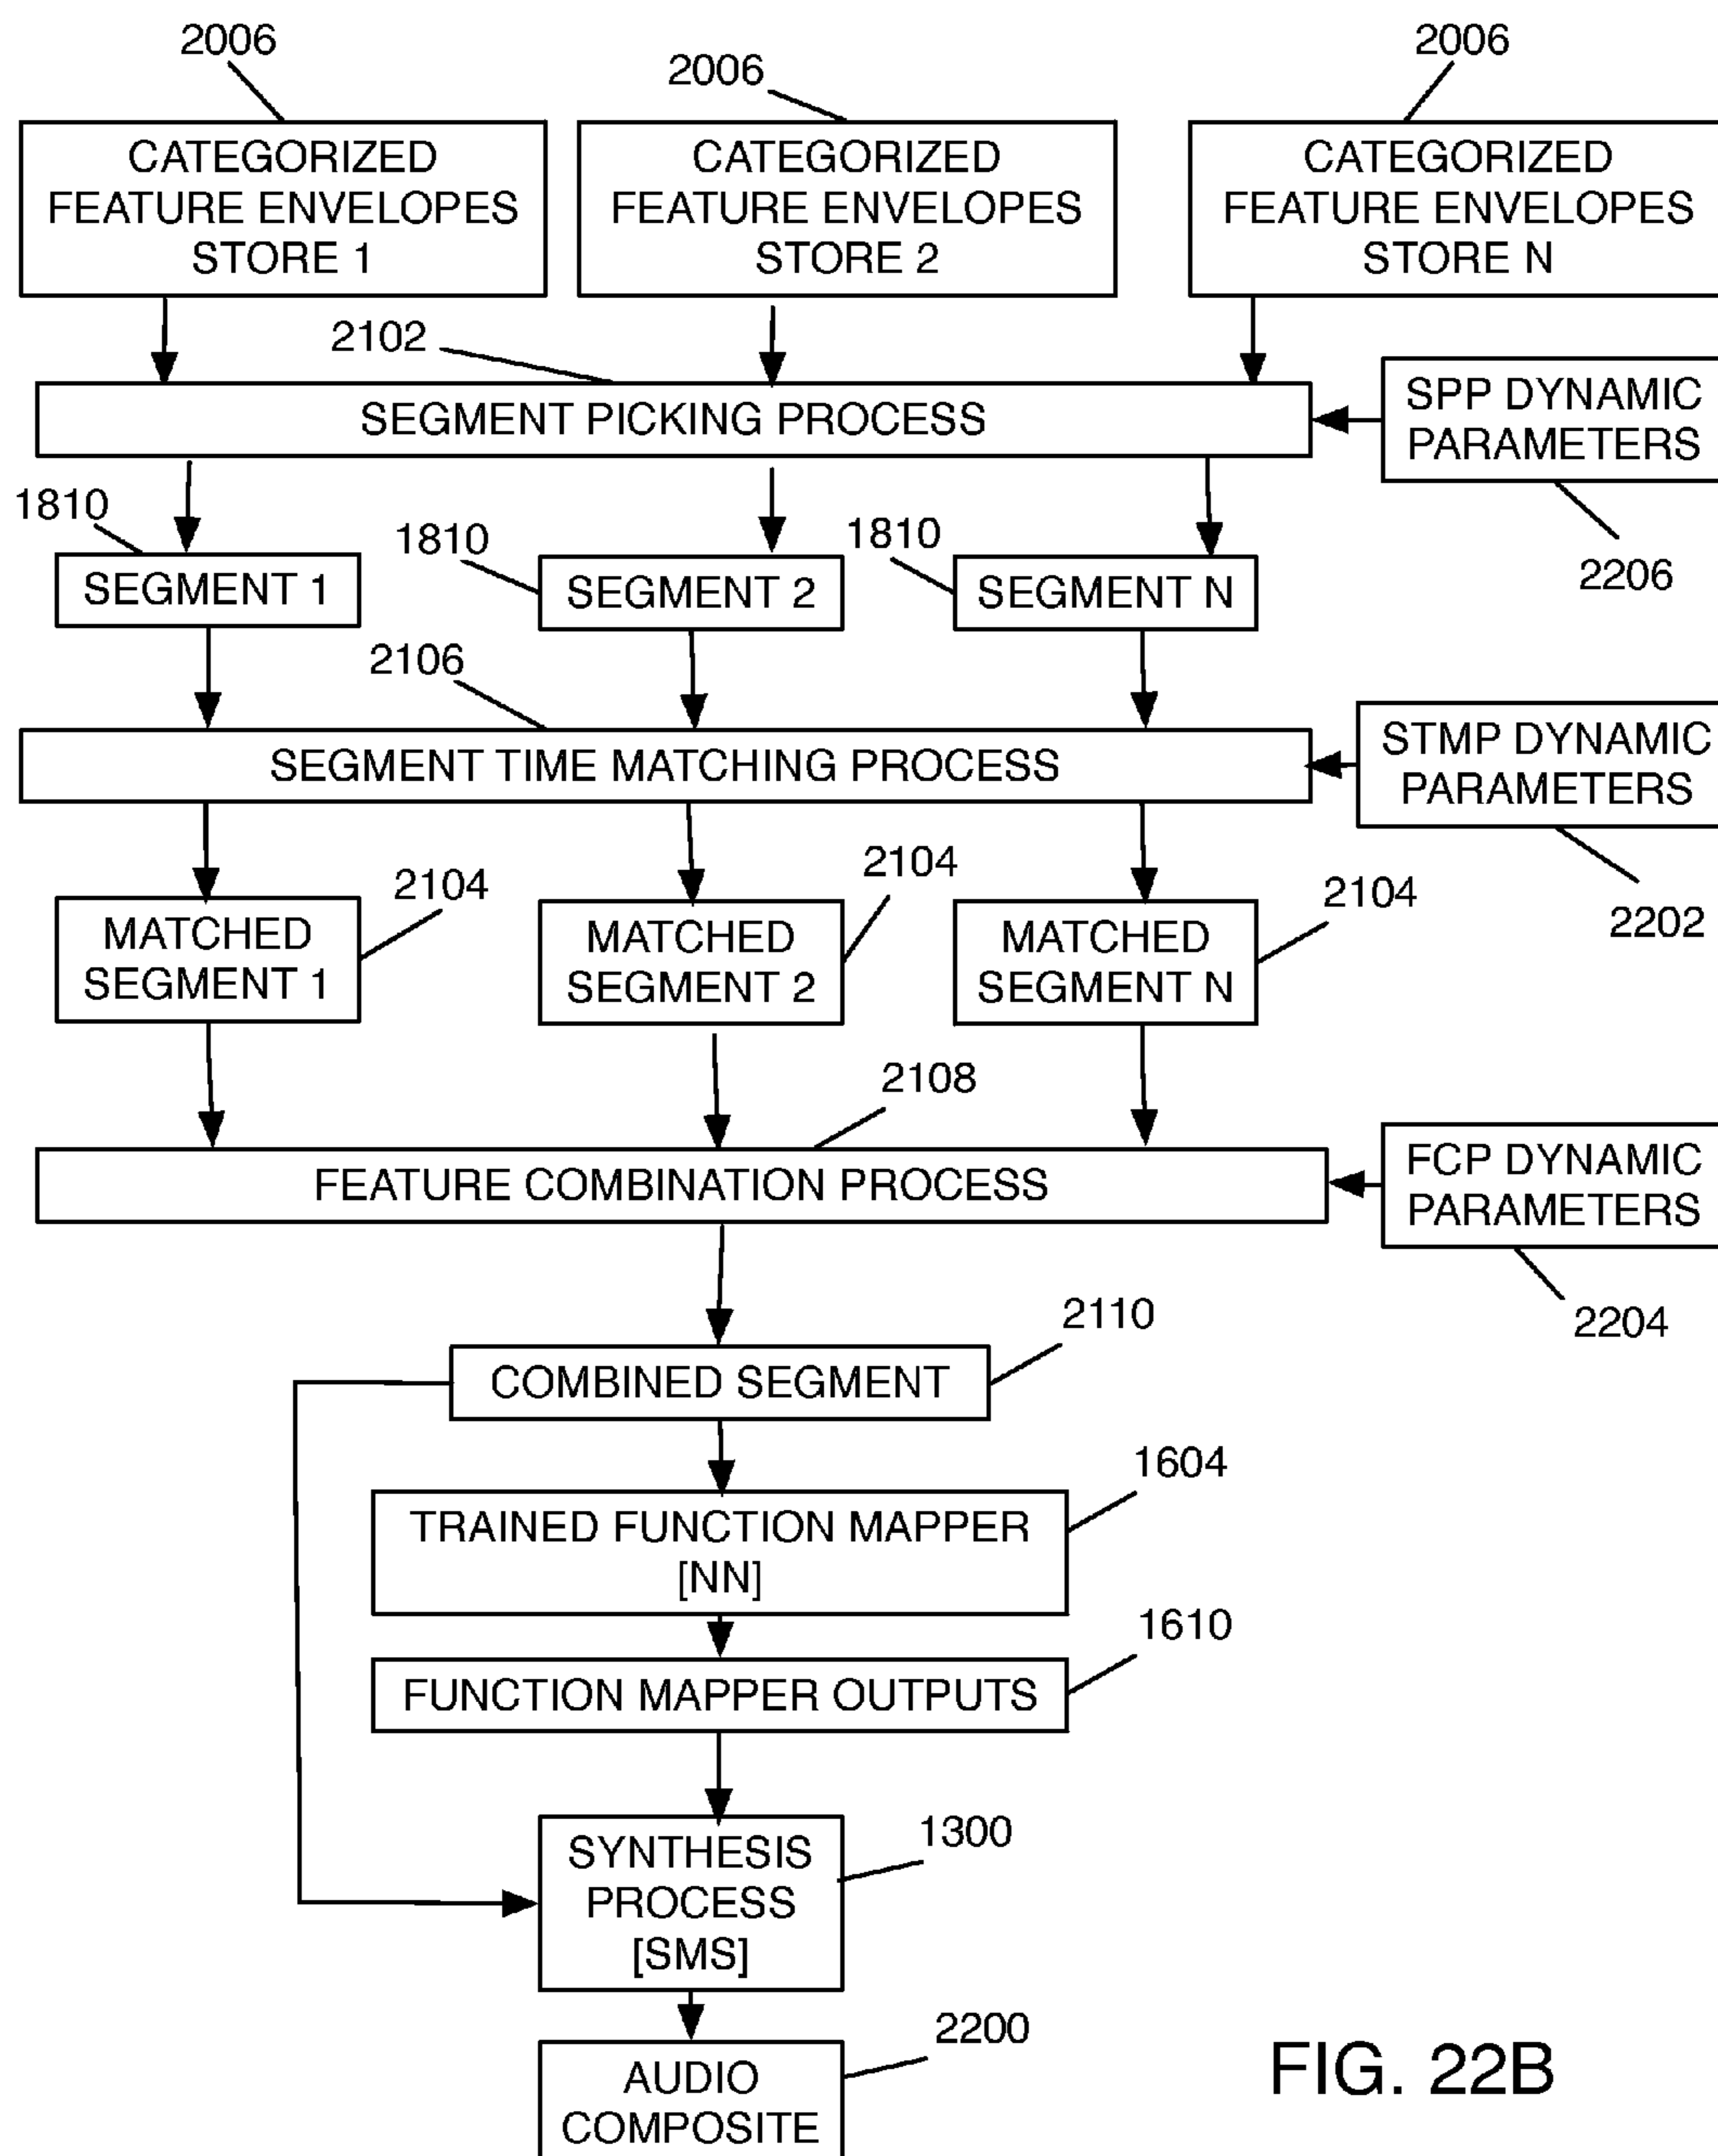 2006
2006
2006
CATEGORIZED
FEATURE ENVELOPES
STORE 1
CATEGORIZED
FEATURE ENVELOPES
STORE 2
CATEGORIZED
FEATURE ENVELOPES
STORE N
2102
SEGMENT PICKING PROCESS
SPP DYNAMIC
PARAMETERS
2206
1810
1810
1810
SEGMENT 1
SEGMENT 2
SEGMENT N
2106
SEGMENT TIME MATCHING PROCESS
STMP DYNAMIC
PARAMETERS
2202
2104
2104
2104
MATCHED
SEGMENT 1
MATCHED
SEGMENT 2
MATCHED
SEGMENT N
2108
FEATURE COMBINATION PROCESS
FCP DYNAMIC
PARAMETERS
2204
2110
COMBINED SEGMENT
1604
TRAINED FUNCTION MAPPER
[NN]
1610
FUNCTION MAPPER OUTPUTS
1300
SYNTHESIS
PROCESS
[SMS]
2200
AUDIO
COMPOSITE
FIG. 22B